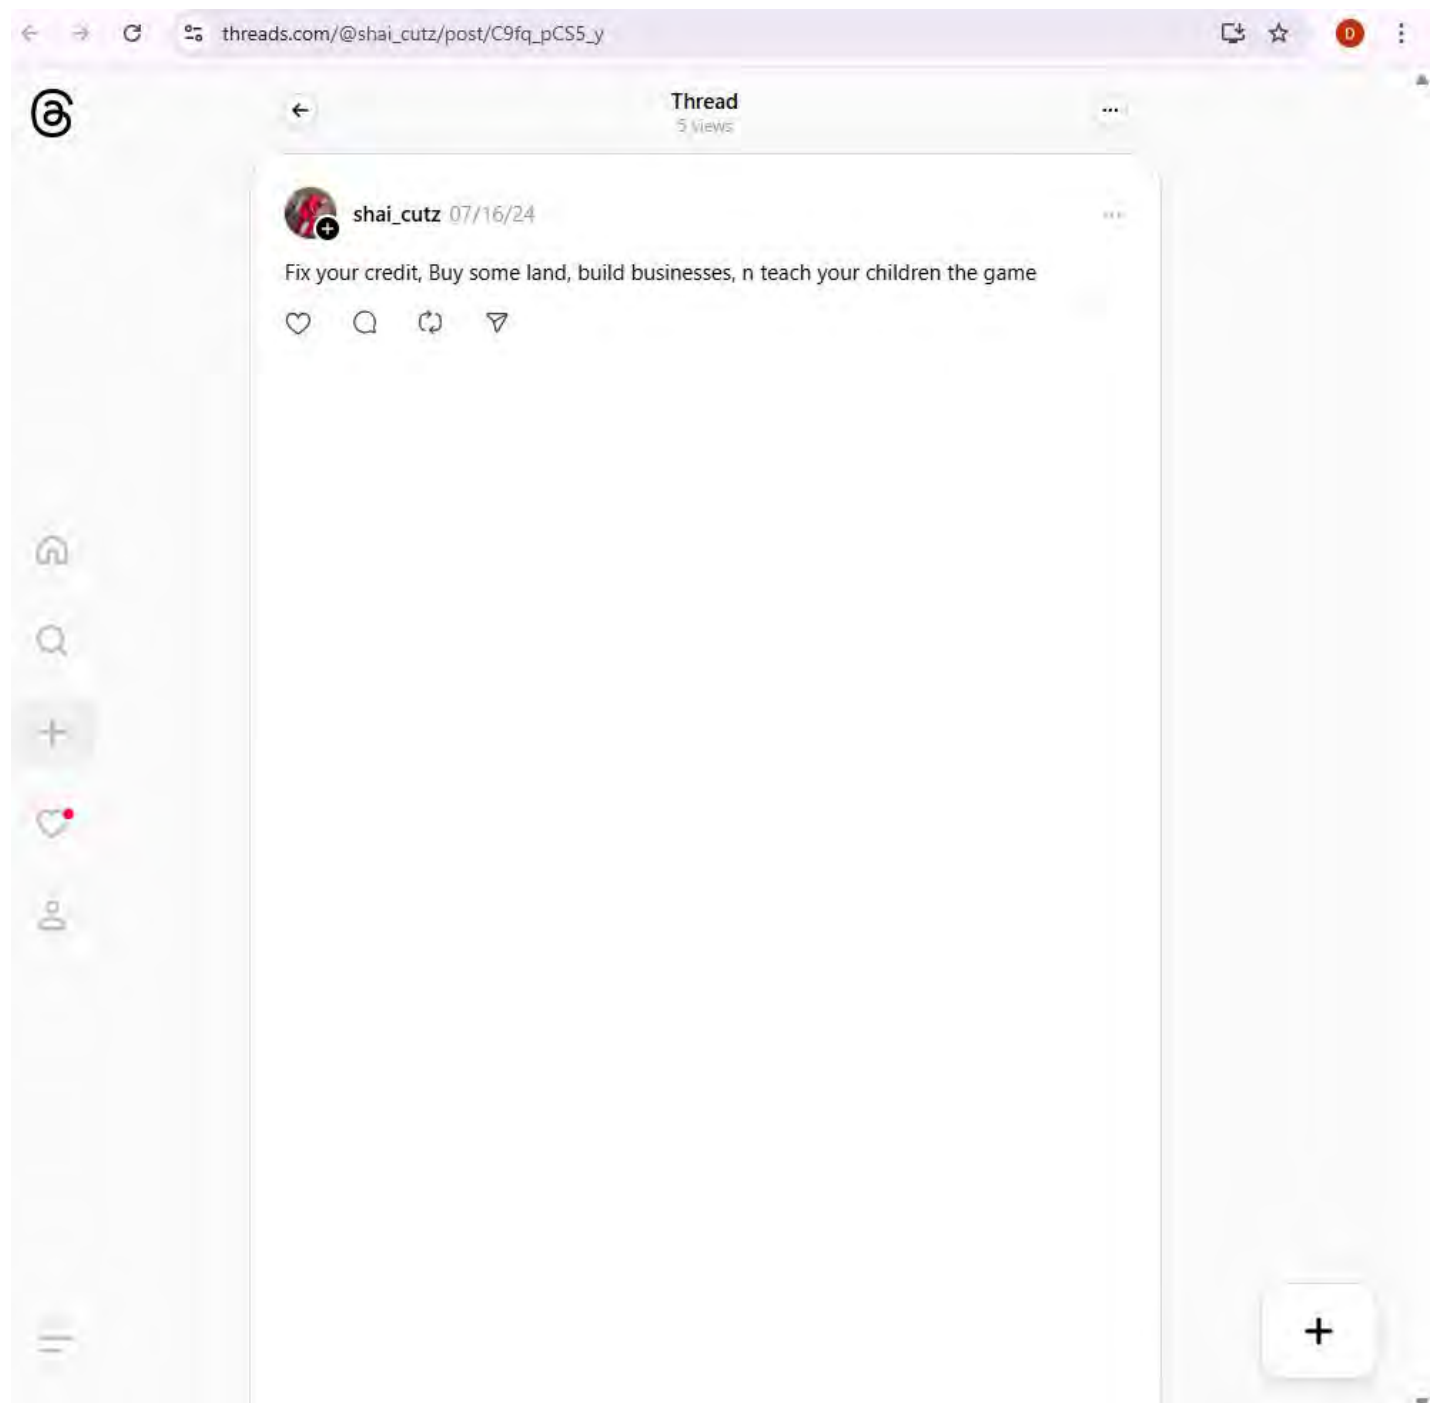 threads.com/@shai_cutz/post/C9fq_pCS5_y
D
Thread
5 views
shai_cutz 07/16/24
Fix your credit, Buy some land, build businesses, n teach your children the game